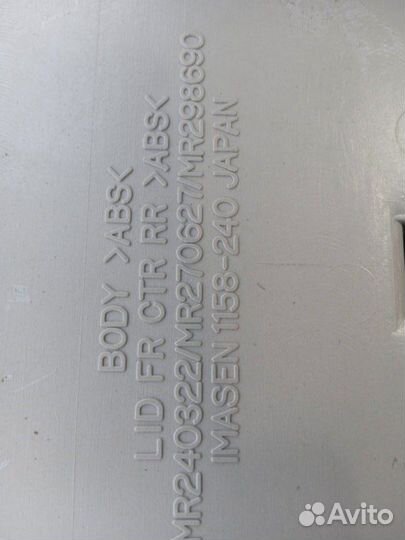 BODY >ABS<
LID FR CTR RR >ABS<
MR240322/MR270627/MR298690
IMASEN 1158-240 JAPAN
Avito